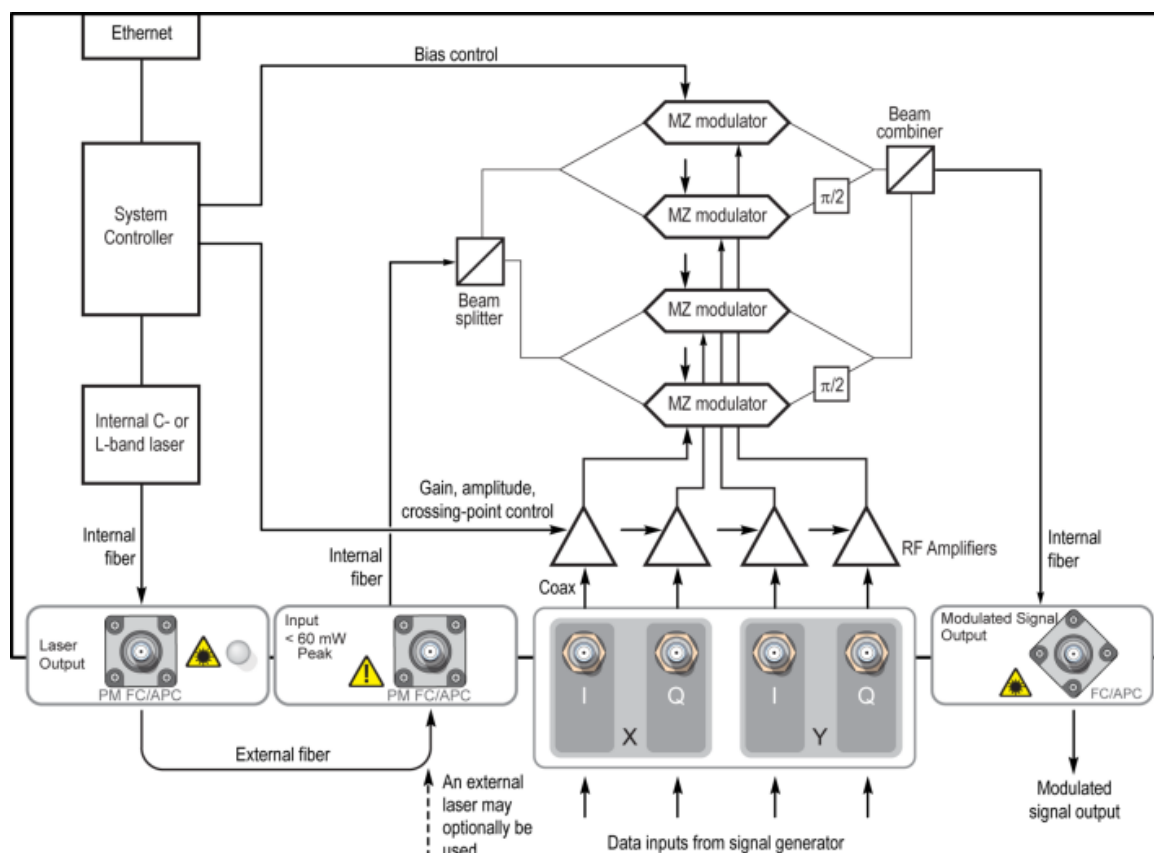 Ethernet
Bias control
MZ modulator
Beam
combiner
π/2
MZ modulator
System
Controller
Beam
splitter
MZ modulator
π/2
MZ modulator
Internal C- or
L-band laser
Gain, amplitude,
crossing-point control
Internal
fiber
Internal
fiber
RF Amplifiers
Internal
fiber
Coax
Laser
Output
PM FC/APC
Input
< 60 mW
Peak
PM FC/APC
I
Q
X
I
Q
Y
Modulated Signal
Output
FC/APC
External fiber
An external
laser may
optionally be
used
Data inputs from signal generator
Modulated
signal output